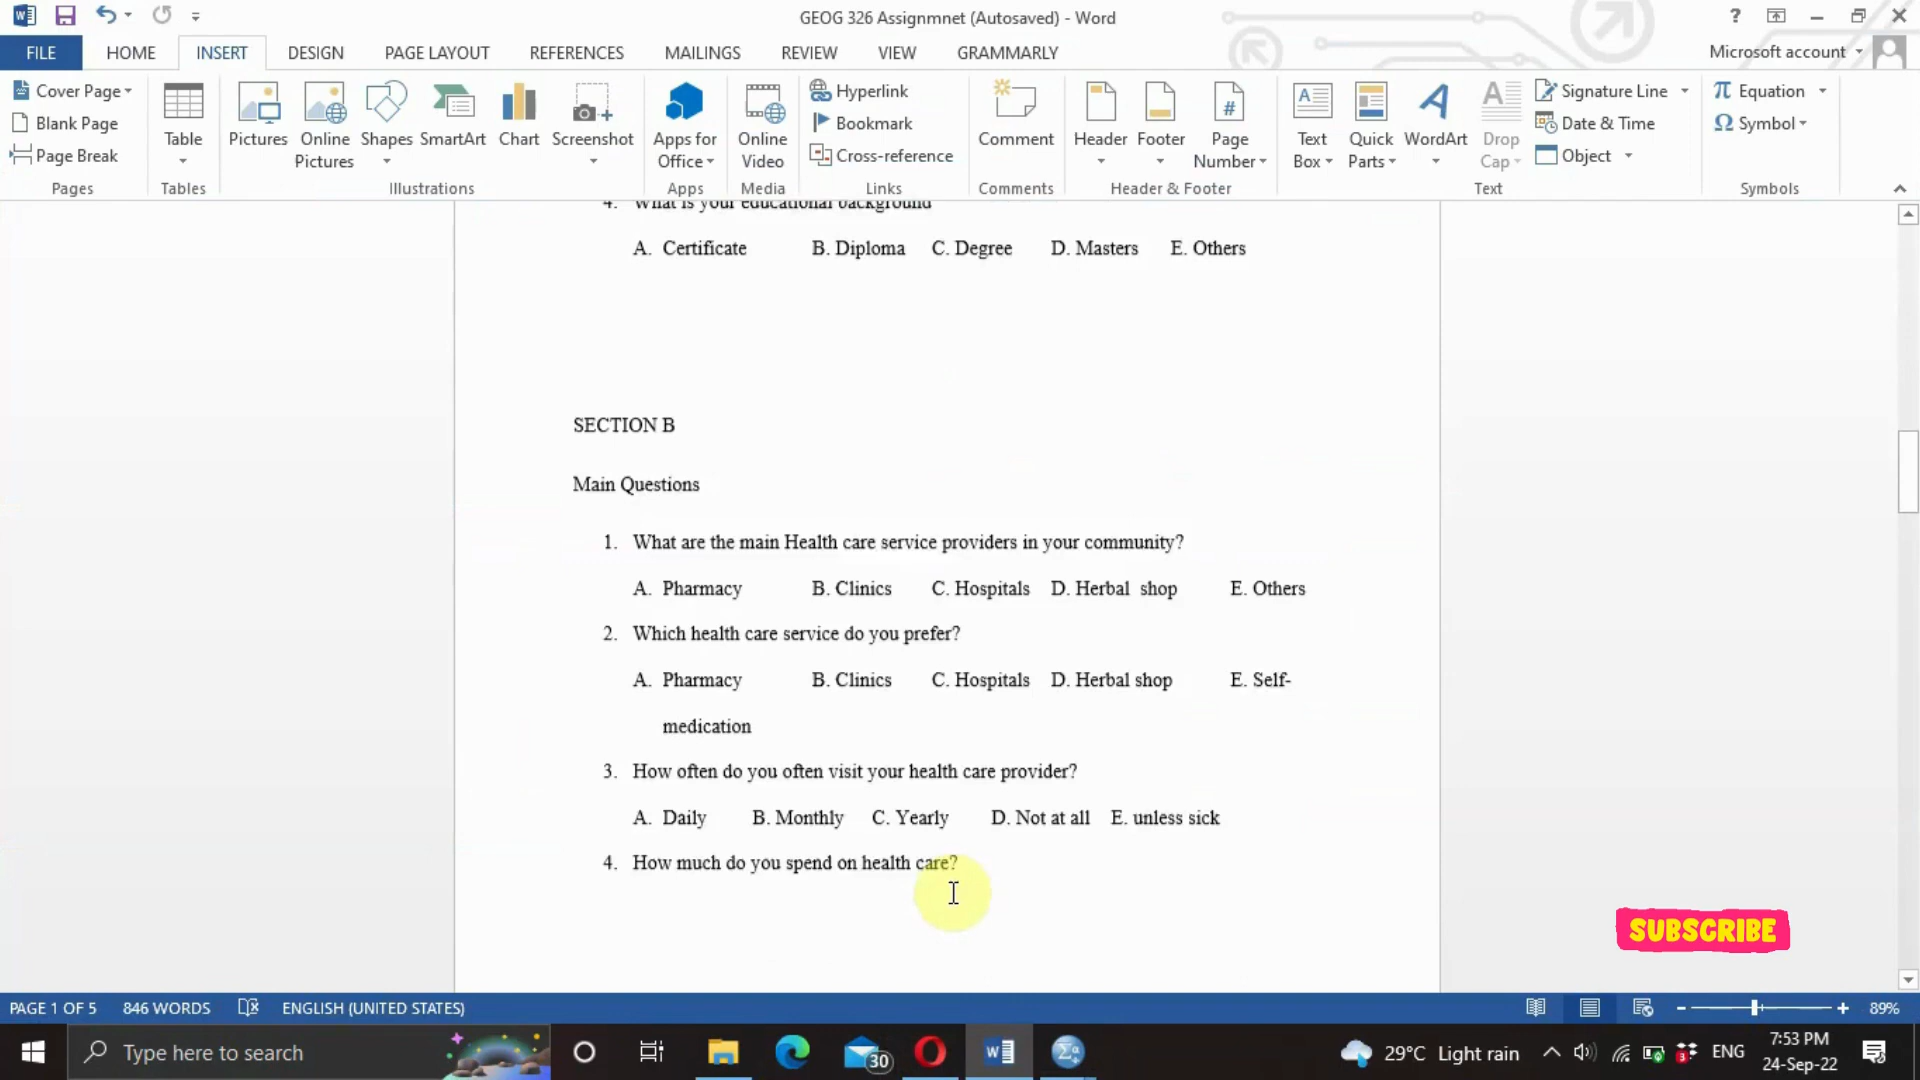 GEOG 326 Assignmnet (Autosaved) - Word
?
FILE HOME INSERT DESIGN PAGE LAYOUT REFERENCES MAILINGS REVIEW VIEW GRAMMARLY Microsoft account
Cover Page
Blank Page
Page Break
Pages
Table
Tables
Pictures
Online Pictures
Shapes
SmartArt
Chart
Screenshot
Illustrations
Apps for Office
Apps
Online Video
Media
Hyperlink
Bookmark
Cross-reference
Links
Comment
Comments
Header
Footer
Page Number
Header & Footer
Text Box
Quick Parts
WordArt
Drop Cap
Signature Line
Date & Time
Object
Text
Equation
Symbol
Symbols
4. What is your educational background
A. Certificate B. Diploma C. Degree D. Masters E. Others
SECTION B
Main Questions
1. What are the main Health care service providers in your community?
A. Pharmacy B. Clinics C. Hospitals D. Herbal shop E. Others
2. Which health care service do you prefer?
A. Pharmacy B. Clinics C. Hospitals D. Herbal shop E. Self-
medication
3. How often do you often visit your health care provider?
A. Daily B. Monthly C. Yearly D. Not at all E. unless sick
4. How much do you spend on health care?
SUBSCRIBE
PAGE 1 OF 5 846 WORDS ENGLISH (UNITED STATES) 89%
Type here to search 30 29°C Light rain ENG 7:53 PM
24-Sep-22